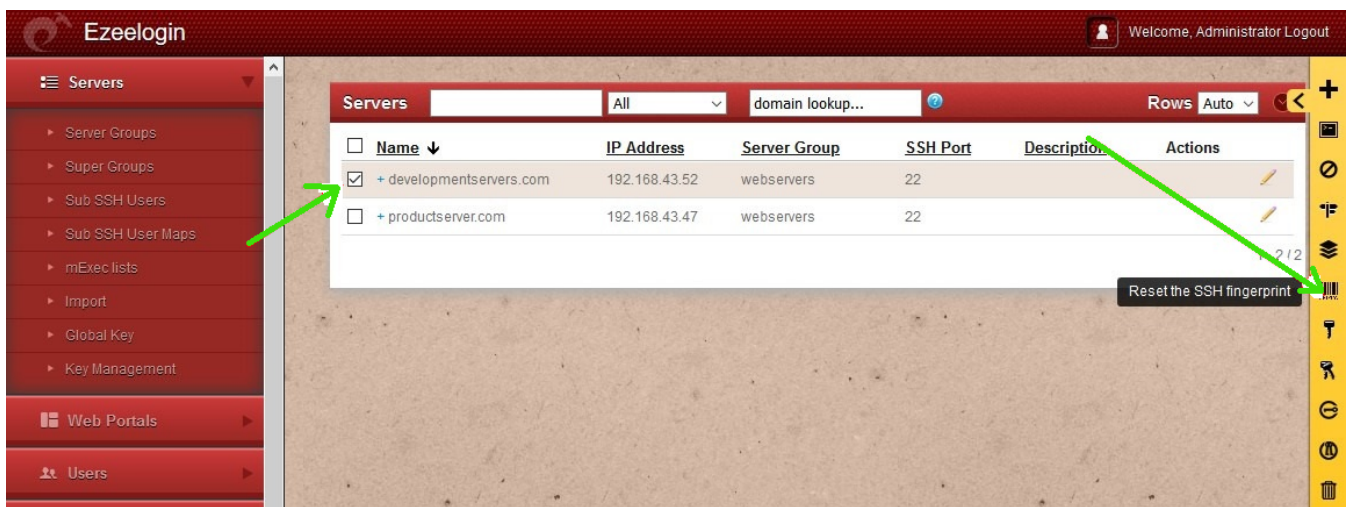 Ezeelogin
Welcome, Administrator Logout
Servers
Server Groups
Super Groups
Sub SSH Users
Sub SSH User Maps
mExec lists
Import
Global Key
Key Management
Web Portals
Users
Servers All domain lookup... Rows Auto
Name IP Address Server Group SSH Port Description Actions
+ developmentservers.com 192.168.43.52 webservers 22
+ productserver.com 192.168.43.47 webservers 22
2 / 2
Reset the SSH fingerprint